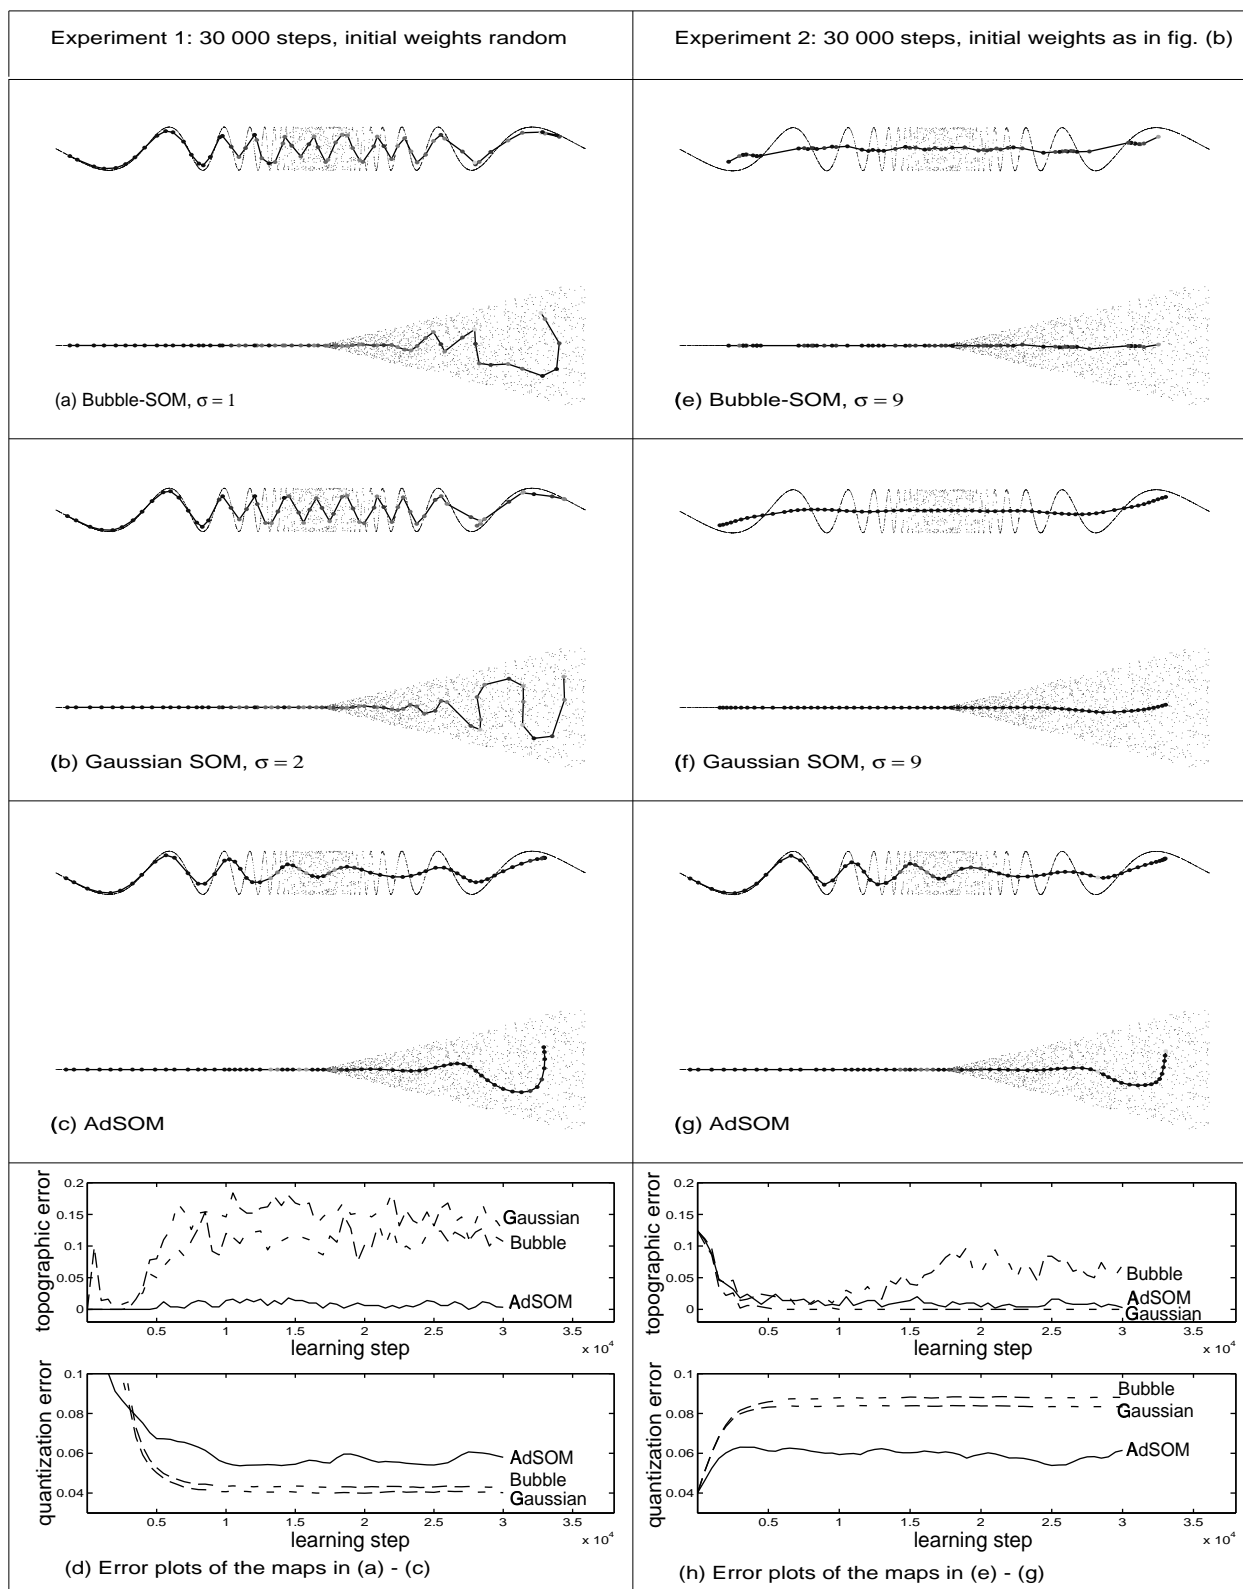 Experiment 1: 30 000 steps, initial weights random
Experiment 2: 30 000 steps, initial weights as in fig. (b)
(a) Bubble-SOM, σ = 1
(e) Bubble-SOM, σ = 9
(b) Gaussian SOM, σ = 2
(f) Gaussian SOM, σ = 9
(c) AdSOM
(g) AdSOM
topographic error
0.2
0.15
0.1
0.05
0
Gaussian
Bubble
AdSOM
0.5 1 1.5 2 2.5 3 3.5
x 10^4
learning step
quantization error
0.1
0.08
0.06
0.04
AdSOM
Bubble
Gaussian
0.5 1 1.5 2 2.5 3 3.5
x 10^4
learning step
(d) Error plots of the maps in (a) - (c)
topographic error
0.2
0.15
0.1
0.05
0
Bubble
AdSOM
Gaussian
0.5 1 1.5 2 2.5 3 3.5
x 10^4
learning step
quantization error
0.1
0.08
0.06
0.04
Bubble
Gaussian
AdSOM
0.5 1 1.5 2 2.5 3 3.5
x 10^4
learning step
(h) Error plots of the maps in (e) - (g)